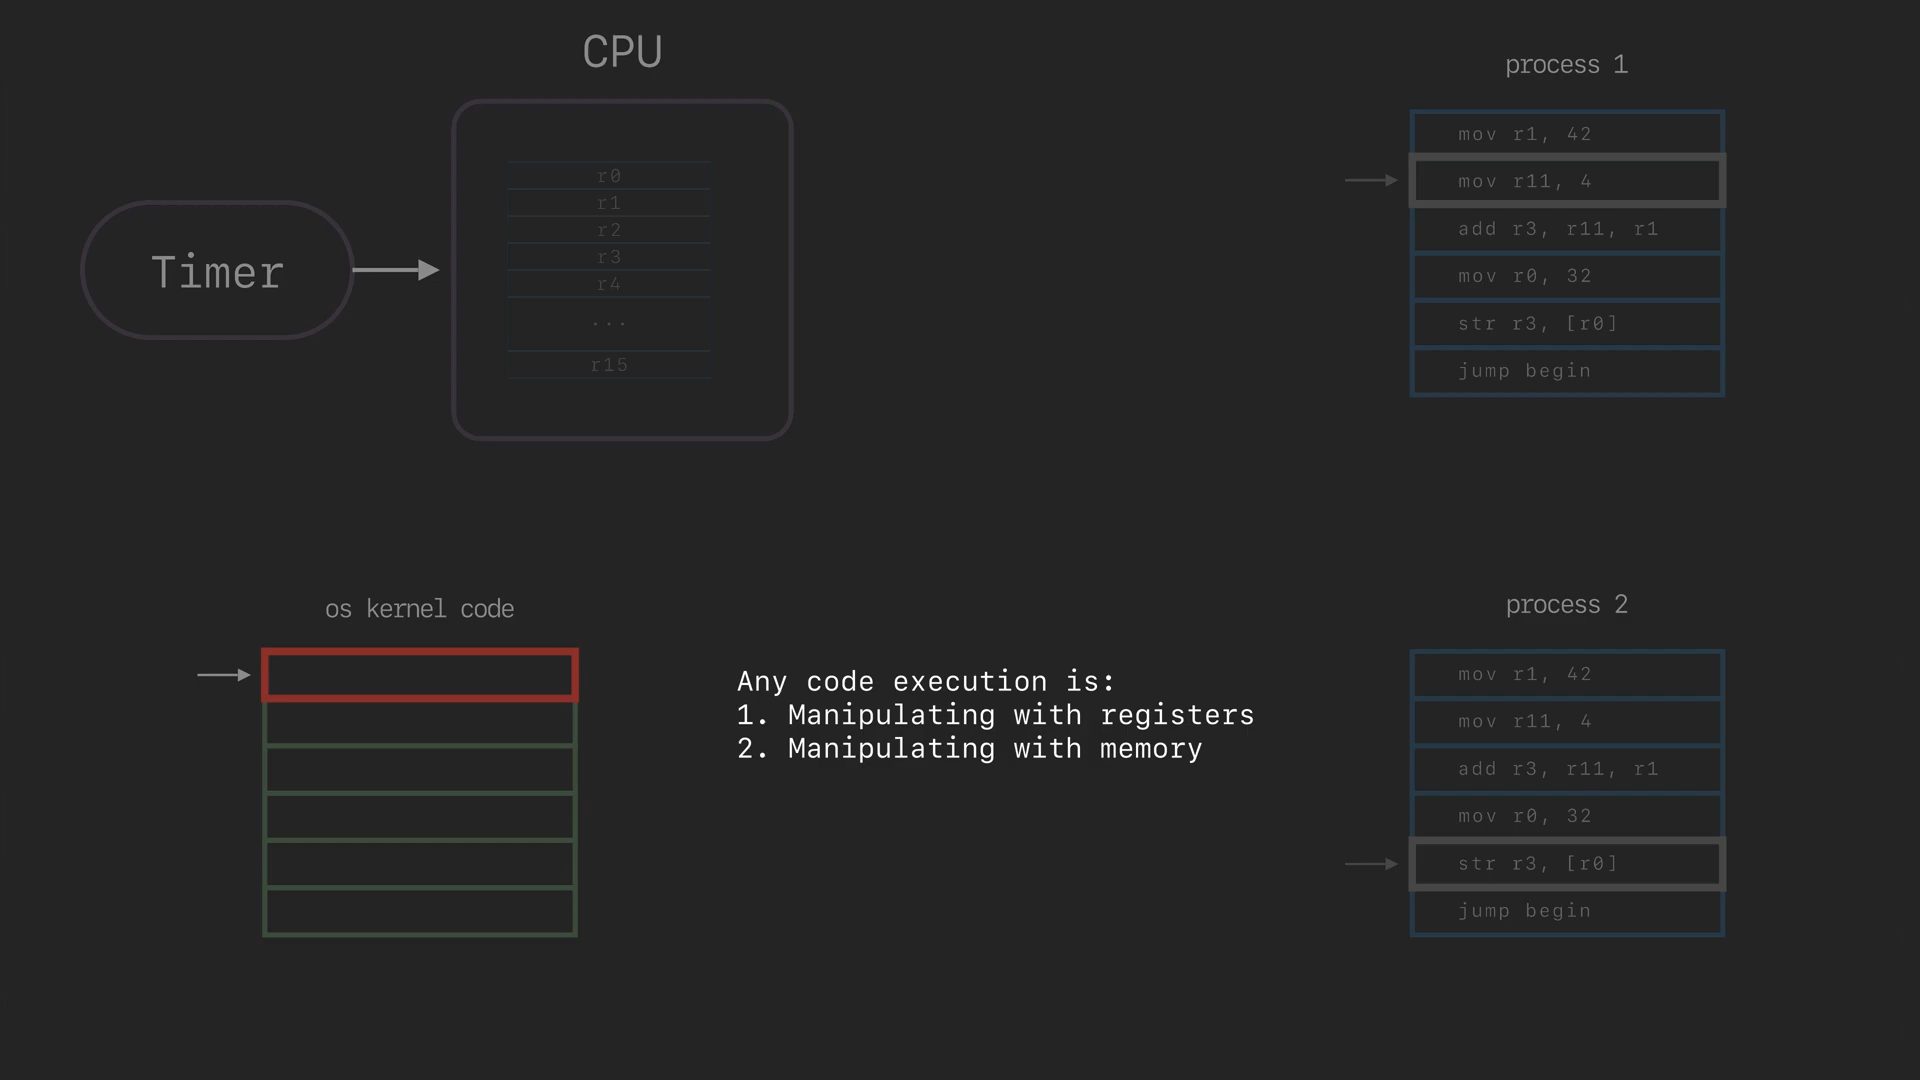 CPU
Timer
r0
r1
r2
r3
r4
...
r15
process 1
mov r1, 42
mov r11, 4
add r3, r11, r1
mov r0, 32
str r3, [r0]
jump begin
os kernel code
Any code execution is:
1. Manipulating with registers
2. Manipulating with memory
process 2
mov r1, 42
mov r11, 4
add r3, r11, r1
mov r0, 32
str r3, [r0]
jump begin